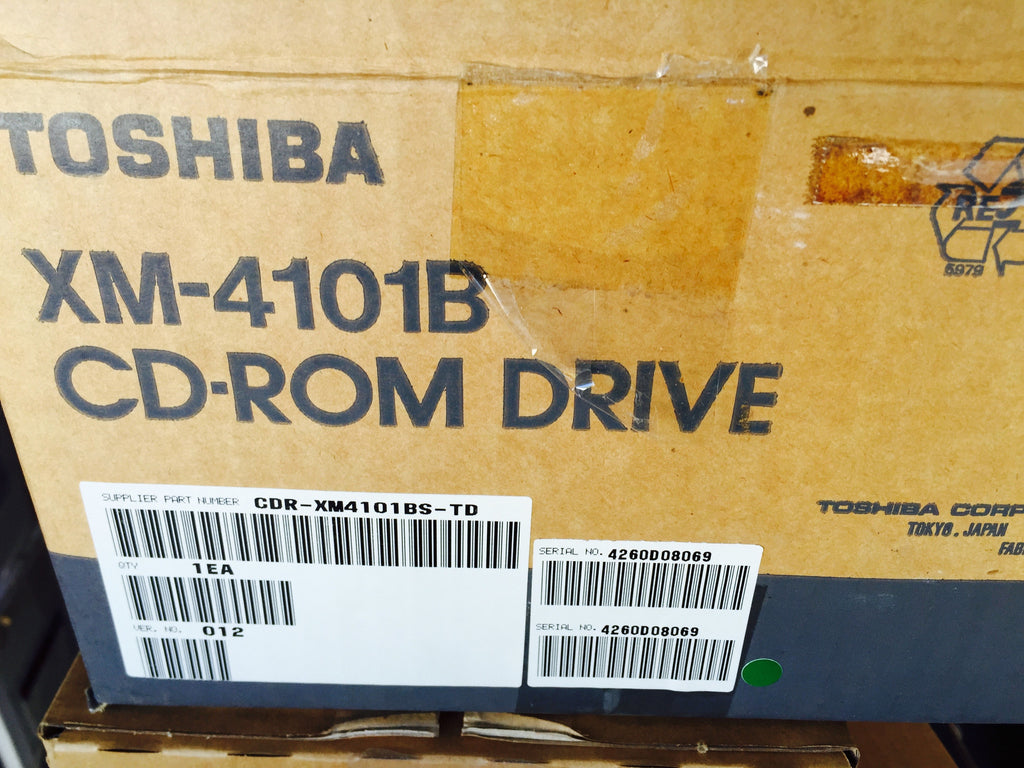 TOSHIBA
XM-4101B
CD-ROM DRIVE
5979
SUPPLIER PART NUMBER CDR-XM4101BS-TD
QTY 1EA
VER. NO. 012
SERIAL NO. 4260D08069
SERIAL NO. 4260D08069
TOSHIBA
TOKYO, JAPAN